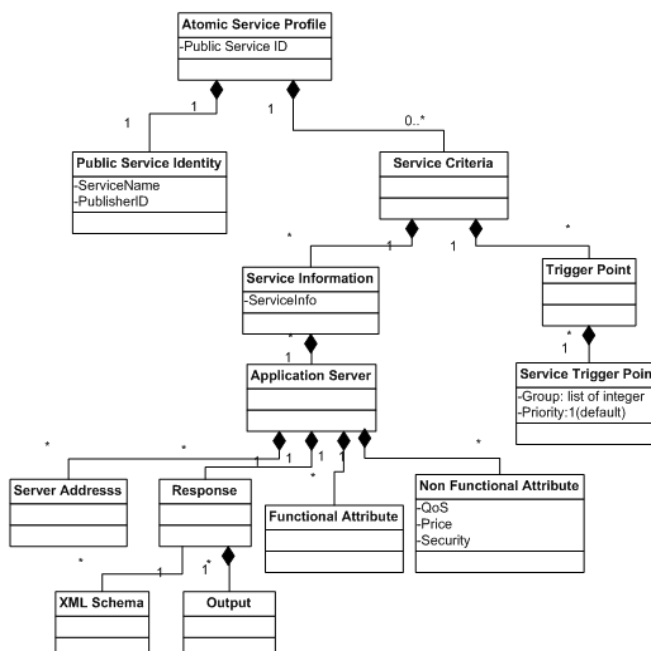 Atomic Service Profile
-Public Service ID
1
1
1
0..*
Public Service Identity
-ServiceName
-PublisherID
Service Criteria
*
1
1
*
Service Information
-ServiceInfo
Trigger Point
*
1
*
1
Application Server
Service Trigger Point
-Group: list of integer
-Priority:1(default)
*
*
1
1
1
1
*
*
Server Addresss
Response
Functional Attribute
Non Functional Attribute
-QoS
-Price
-Security
*
1
*
1
XML Schema
Output